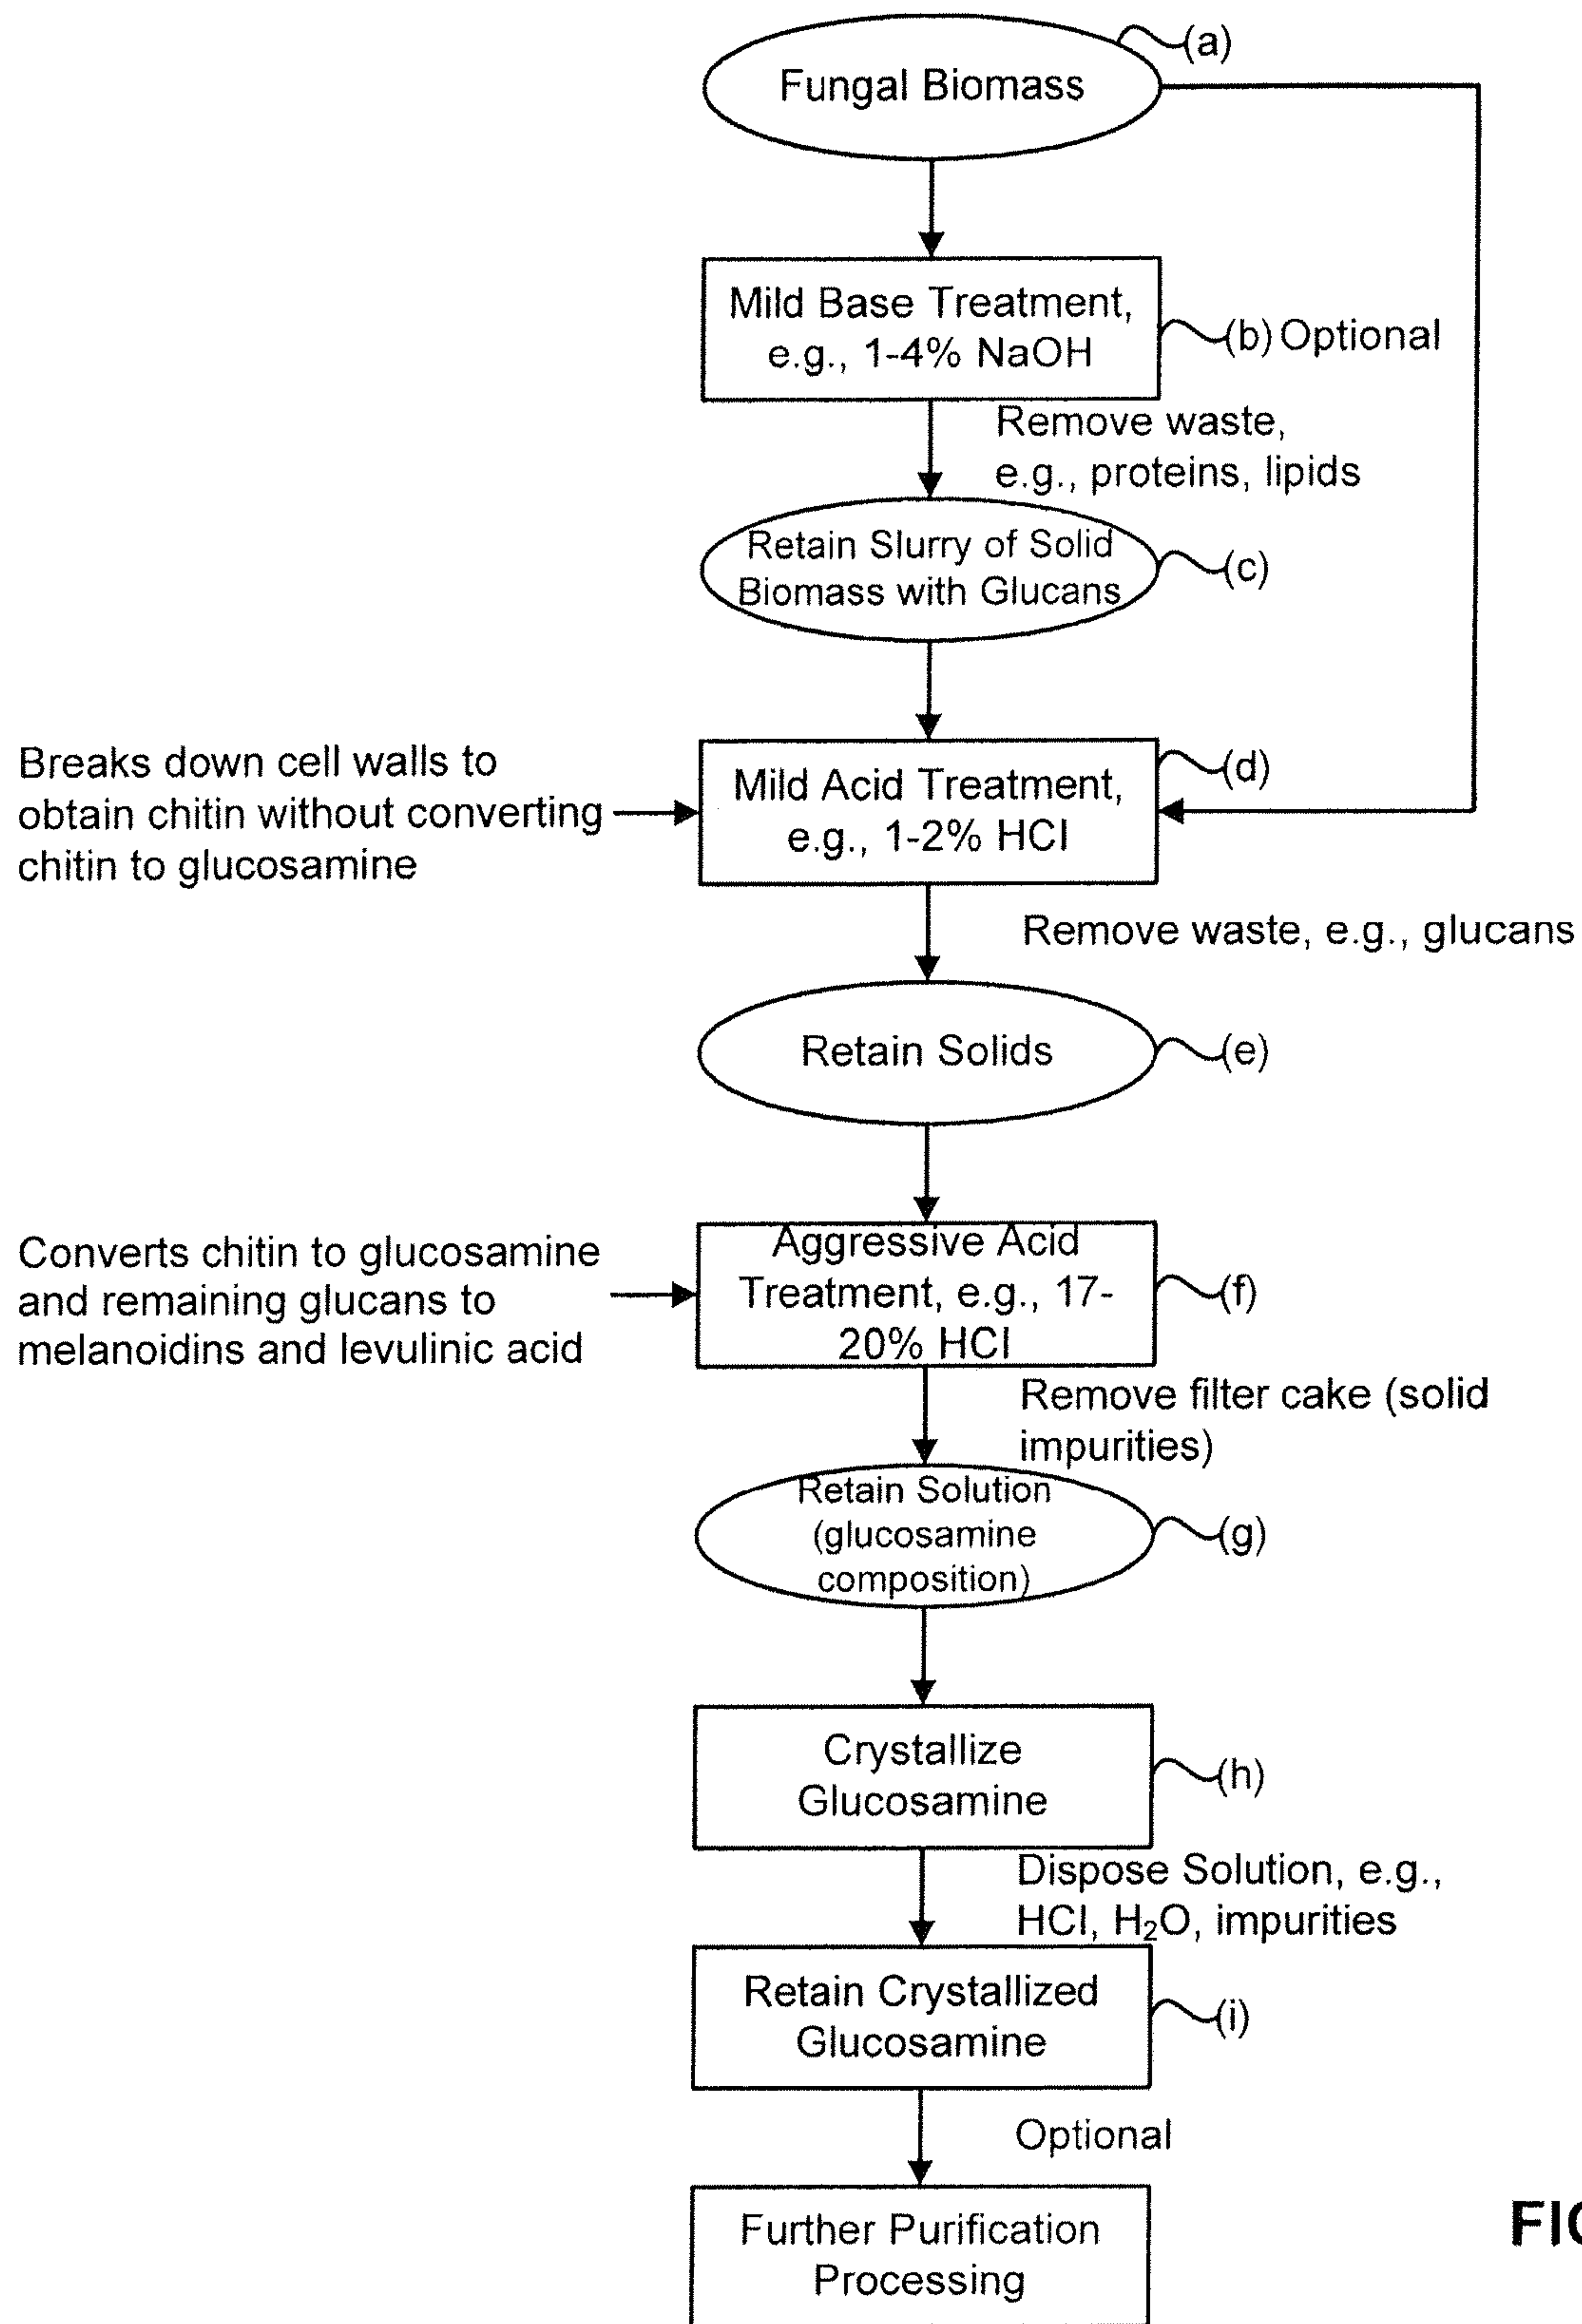 (a)
Fungal Biomass
Mild Base Treatment,
e.g., 1-4% NaOH
(b) Optional
Remove waste,
e.g., proteins, lipids
Retain Slurry of Solid
Biomass with Glucans
(c)
Breaks down cell walls to
obtain chitin without converting
chitin to glucosamine
Mild Acid Treatment,
e.g., 1-2% HCl
(d)
Remove waste, e.g., glucans
Retain Solids
(e)
Converts chitin to glucosamine
and remaining glucans to
melanoidins and levulinic acid
Aggressive Acid
Treatment, e.g., 17-
20% HCl
(f)
Remove filter cake (solid
impurities)
Retain Solution
(glucosamine
composition)
(g)
Crystallize
Glucosamine
(h)
Dispose Solution, e.g.,
HCl, H₂O, impurities
Retain Crystallized
Glucosamine
(i)
Optional
Further Purification
Processing